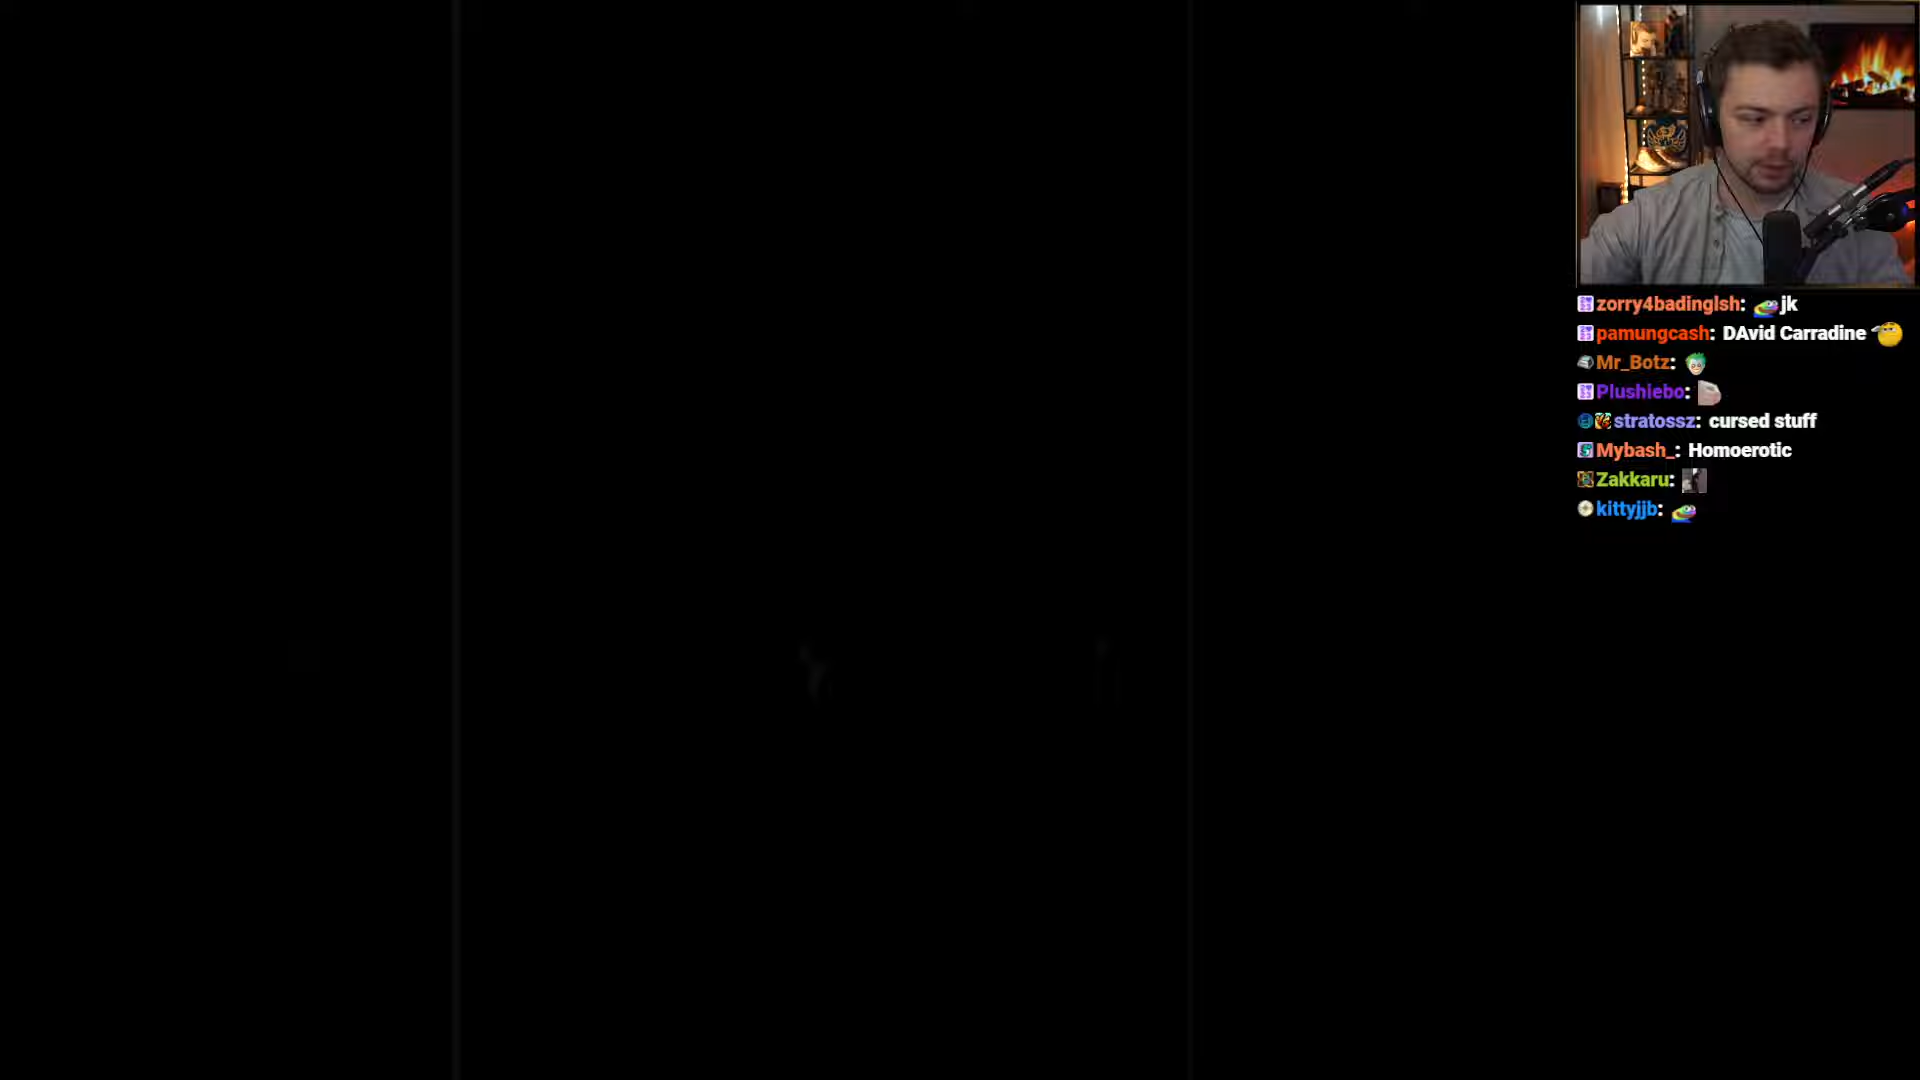 zorry4badinglsh: jk
pamungcash: DAvid Carradine
Mr_Botz:
Plushiebo:
stratossz: cursed stuff
Mybash_: Homoerotic
Zakkaru:
kittyjjb: